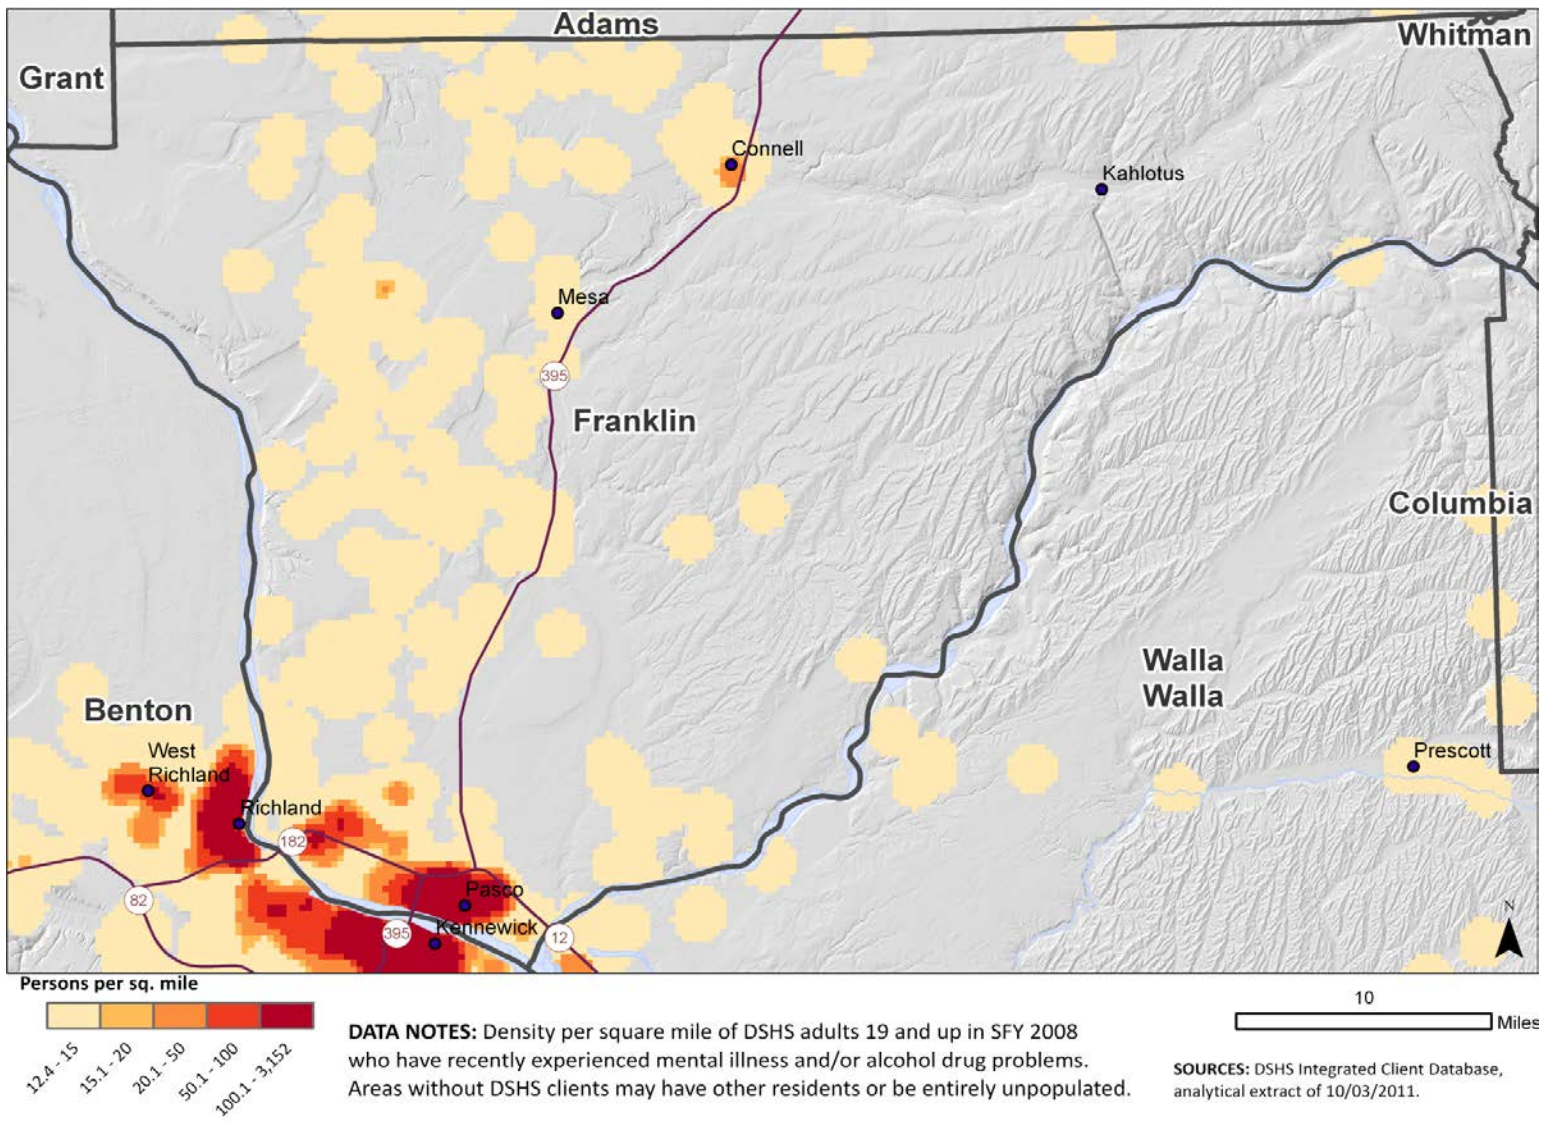 Adams
Whitman
Grant
Connell
Kahlotus
Mesa
395
Franklin
Columbia
Walla
Walla
Benton
West
Richland
Prescott
Richland
182
Pasco
82
395
Kennewick
12
N
Persons per sq. mile
12.4 - 15
15.1 - 20
20.1 - 50
50.1 - 100
100.1 - 3,152
10
Miles
DATA NOTES: Density per square mile of DSHS adults 19 and up in SFY 2008
who have recently experienced mental illness and/or alcohol drug problems.
Areas without DSHS clients may have other residents or be entirely unpopulated.
SOURCES: DSHS Integrated Client Database,
analytical extract of 10/03/2011.